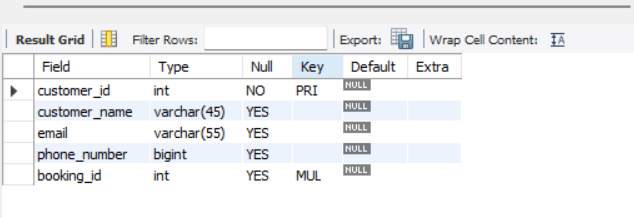 Result Grid Filter Rows: Export: Wrap Cell Content: IA
Field Type Null Key Default Extra
customer_id int NO PRI NULL
customer_name varchar(45) YES NULL
email varchar(55) YES NULL
phone_number bigint YES NULL
booking_id int YES MUL NULL